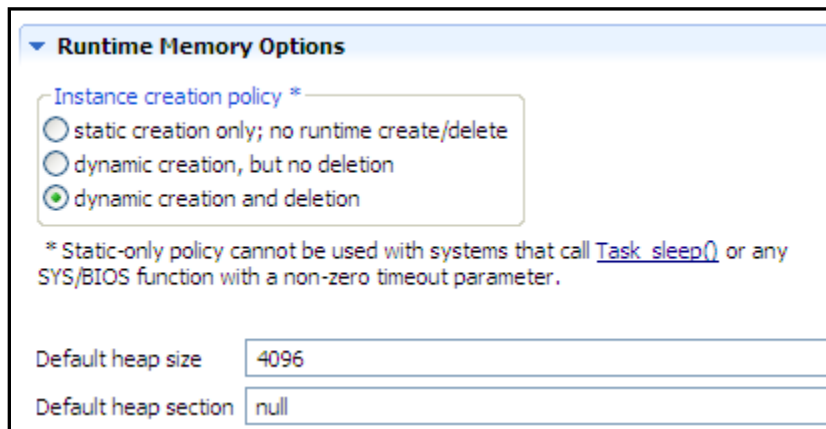 Runtime Memory Options
Instance creation policy *
static creation only; no runtime create/delete
dynamic creation, but no deletion
dynamic creation and deletion
* Static-only policy cannot be used with systems that call Task_sleep() or any
SYS/BIOS function with a non-zero timeout parameter.
Default heap size 4096
Default heap section null